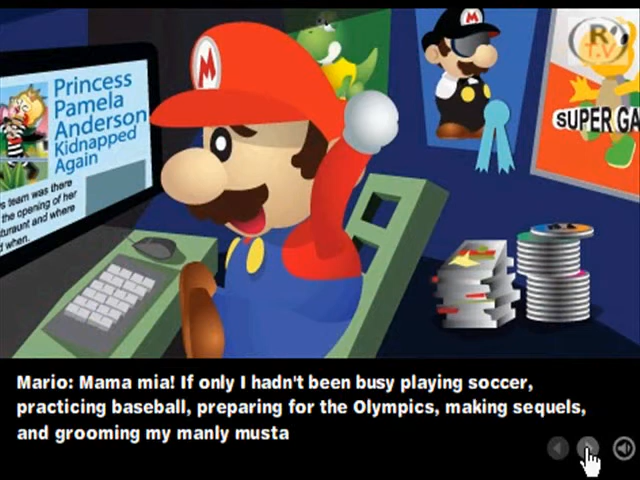 M
M
R
T.V
Princess
Pamela
Anderson
Kidnapped
Again
s team was there
the opening of her
turaunt and where
d when.
SUPER GA
Mario: Mama mia! If only I hadn't been busy playing soccer,
practicing baseball, preparing for the Olympics, making sequels,
and grooming my manly musta